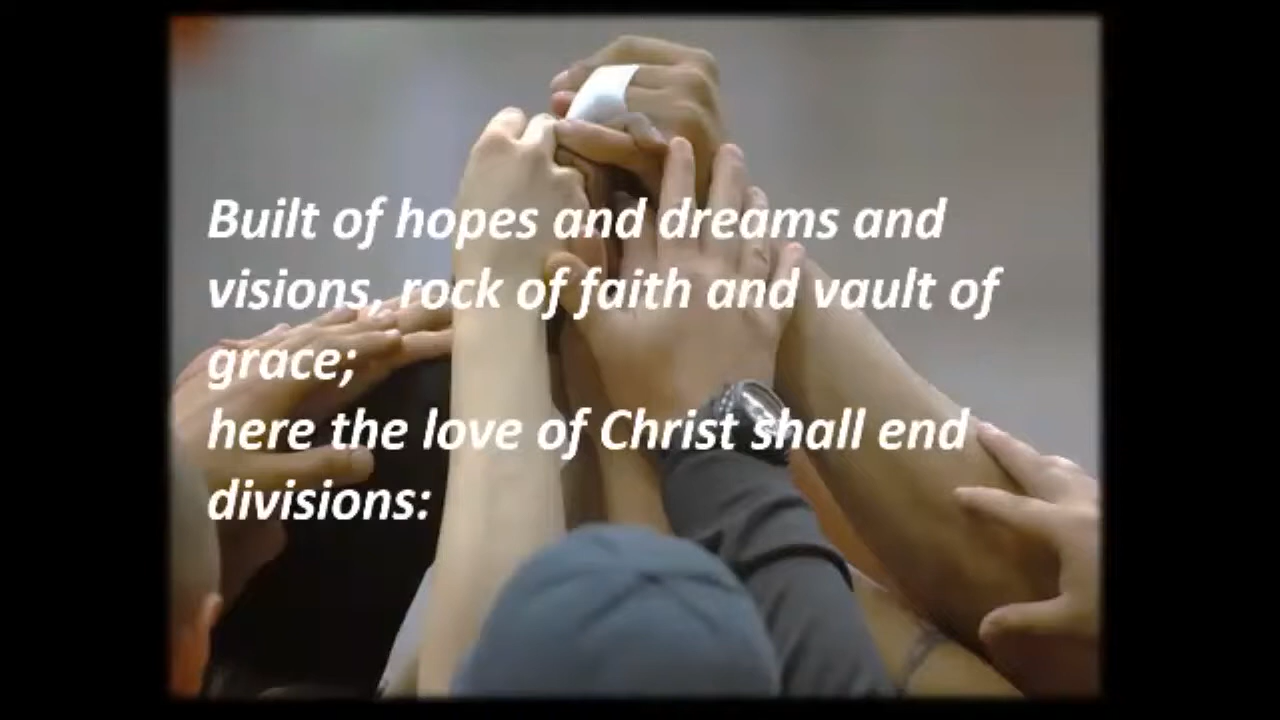 Built of hopes and dreams and
visions, rock of faith and vault of
grace;
here the love of Christ shall end
divisions: